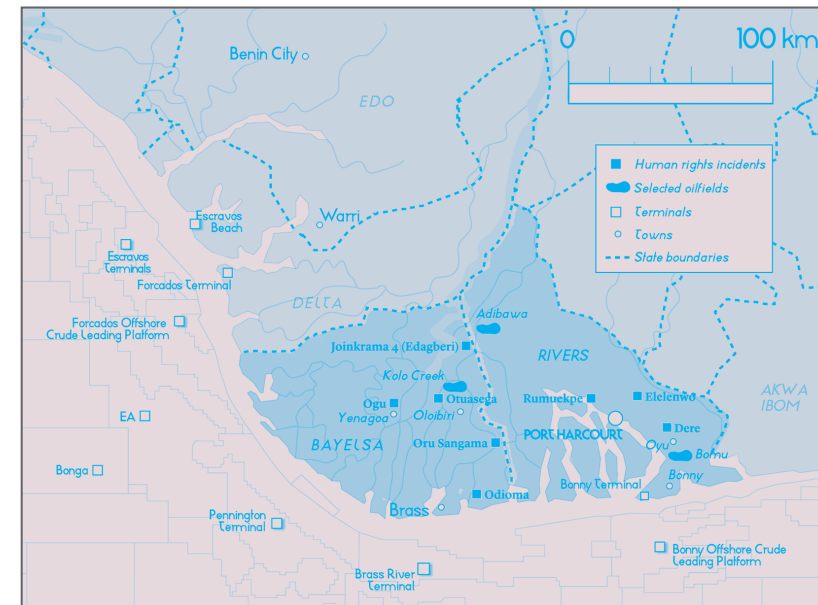 0 100 km
Benin City
EDO
Human rights incidents
Selected oilfields
Terminals
Towns
State boundaries
Escravos
Beach
Warri
Escravos
Terminals
Forcados Terminal
DELTA
Forcados Offshore
Crude Leading Platform
Adibawa
Joinkrama 4 (Edagberi)
RIVERS
Kolo Creek
AKWA
IBOM
Ogu
Otuasega
Rumuekpe
Elelenwo
Yenagoa
Oloibiri
EA
Dere
PORT HARCOURT
BAYELSA
Oru Sangama
Oyu
Bomu
Bonga
Bonny
Bonny Terminal
Odioma
Brass
Pennington
Terminal
Bonny Offshore Crude
Leading Platform
Brass River
Terminal